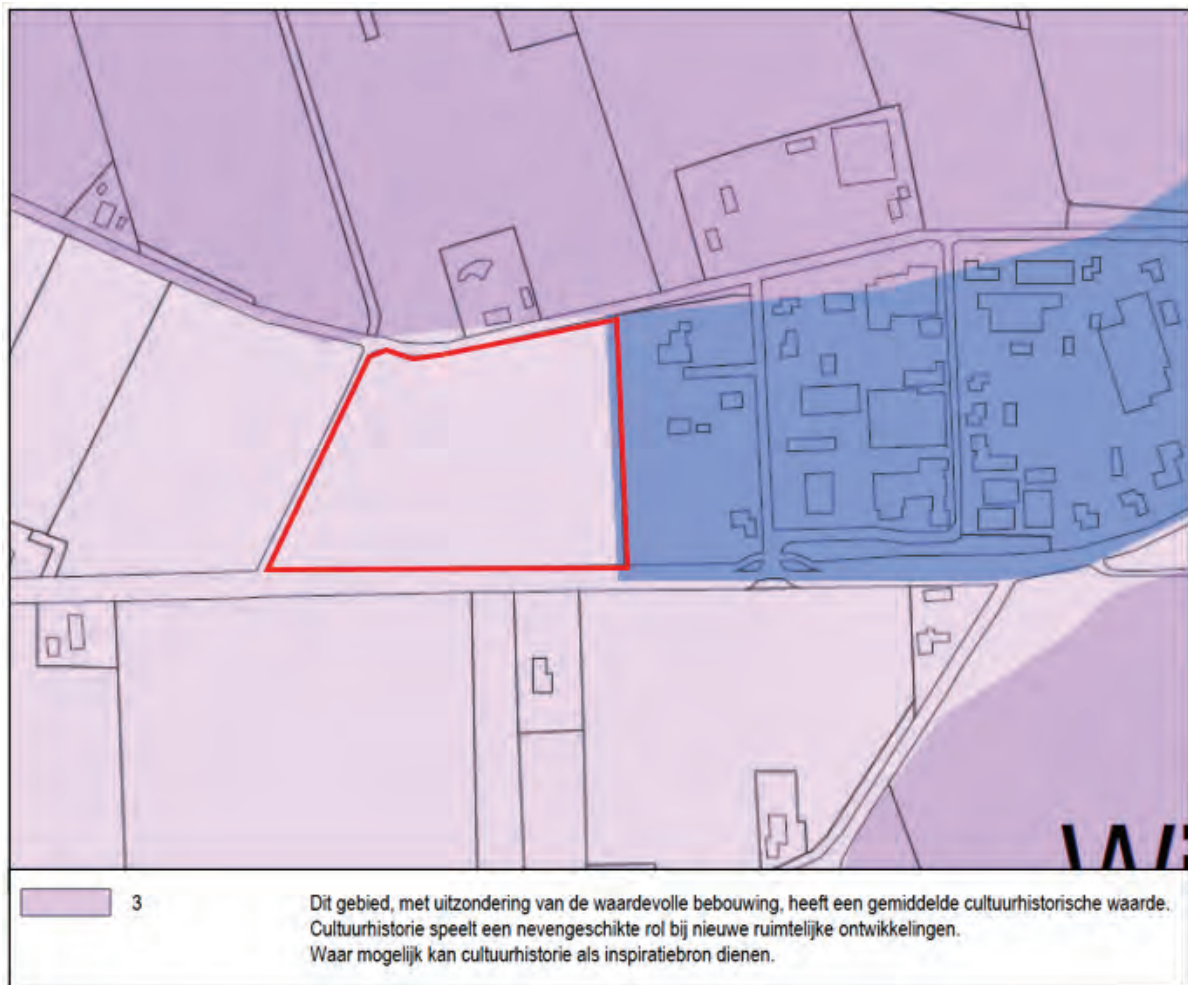 Wi
3 Dit gebied, met uitzondering van de waardevolle bebouwing, heeft een gemiddelde cultuurhistorische waarde.
Cultuurhistorie speelt een nevengeschikte rol bij nieuwe ruimtelijke ontwikkelingen.
Waar mogelijk kan cultuurhistorie als inspiratiebron dienen.